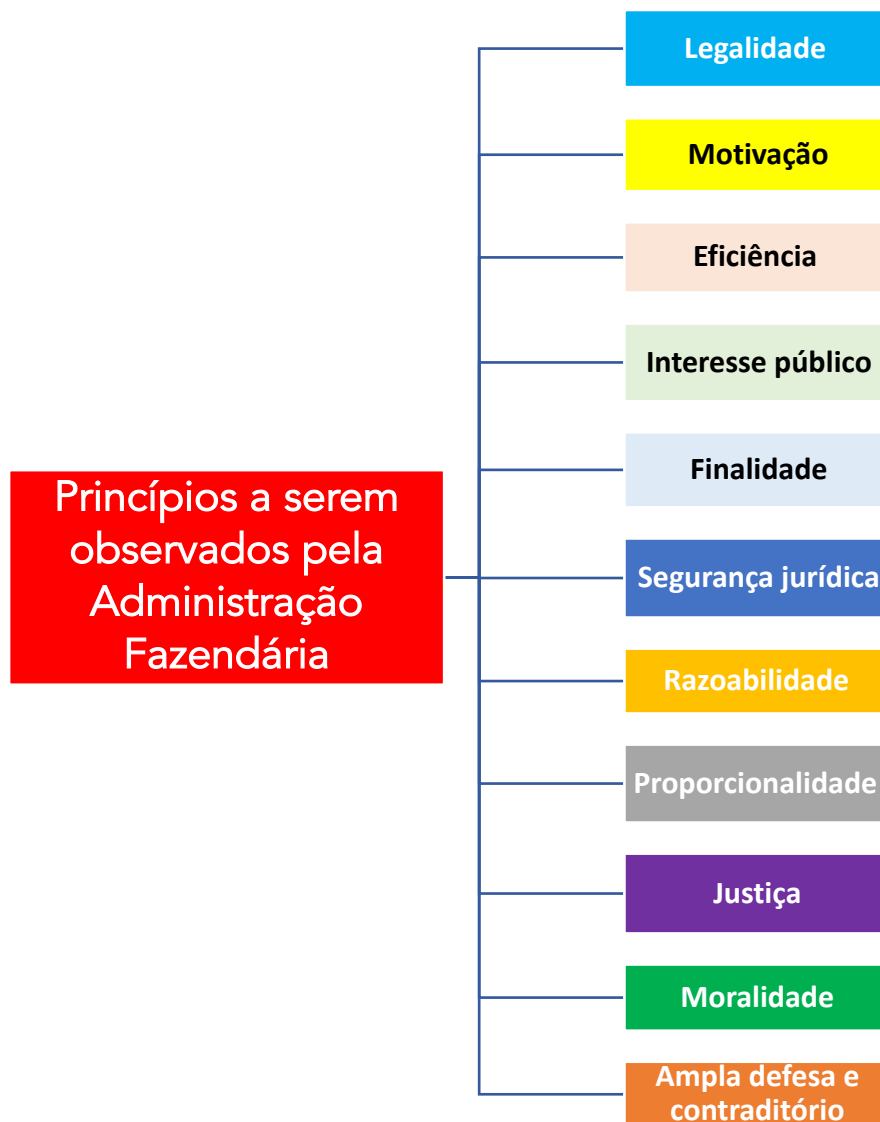 Princípios a serem
observados pela
Administração
Fazendária
Legalidade
Motivação
Eficiência
Interesse público
Finalidade
Segurança jurídica
Razoabilidade
Proporcionalidade
Justiça
Moralidade
Ampla defesa e
contraditório